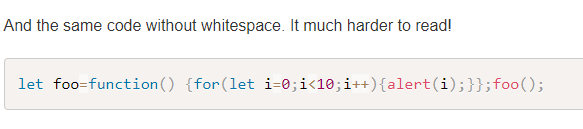 And the same code without whitespace. It much harder to read!
let foo=function() {for(let i=0;i<10;i++){alert(i);}};foo();